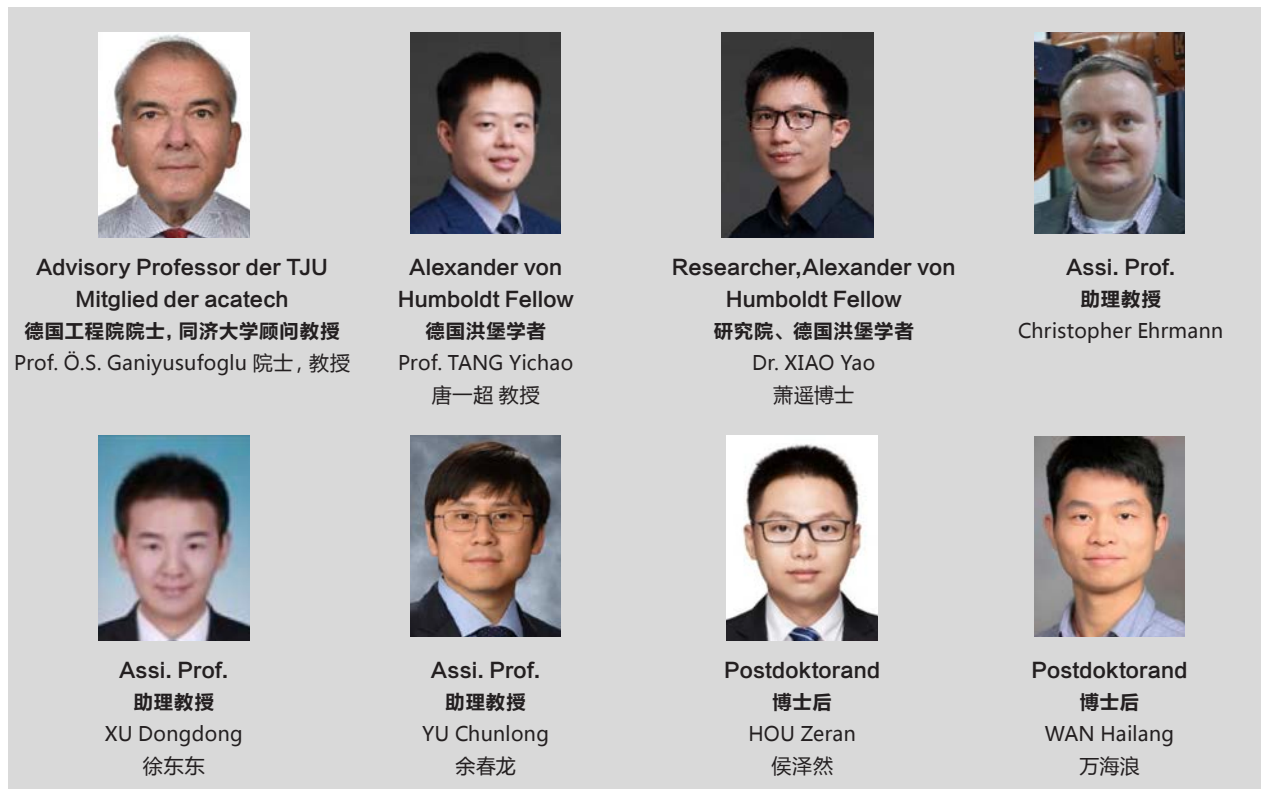 Advisory Professor der TJU
Mitglied der acatech
德国工程院院士, 同济大学顾问教授
Prof. Ö.S. Ganiyusufoglu 院士, 教授
Alexander von
Humboldt Fellow
德国洪堡学者
Prof. TANG Yichao
唐一超 教授
Researcher,Alexander von
Humboldt Fellow
研究院、德国洪堡学者
Dr. XIAO Yao
萧遥博士
Assi. Prof.
助理教授
Christopher Ehrmann
Assi. Prof.
助理教授
XU Dongdong
徐东东
Assi. Prof.
助理教授
YU Chunlong
余春龙
Postdoktorand
博士后
HOU Zeran
侯泽然
Postdoktorand
博士后
WAN Hailang
万海浪